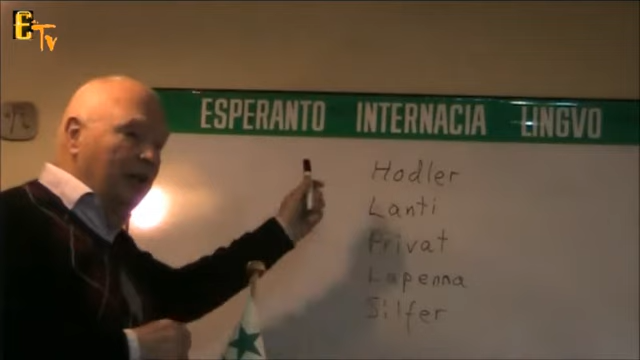 E Tv
ESPERANTO INTERNACIA LINGVO
Hodler
Lanti
Privat
Lapenna
Silfer